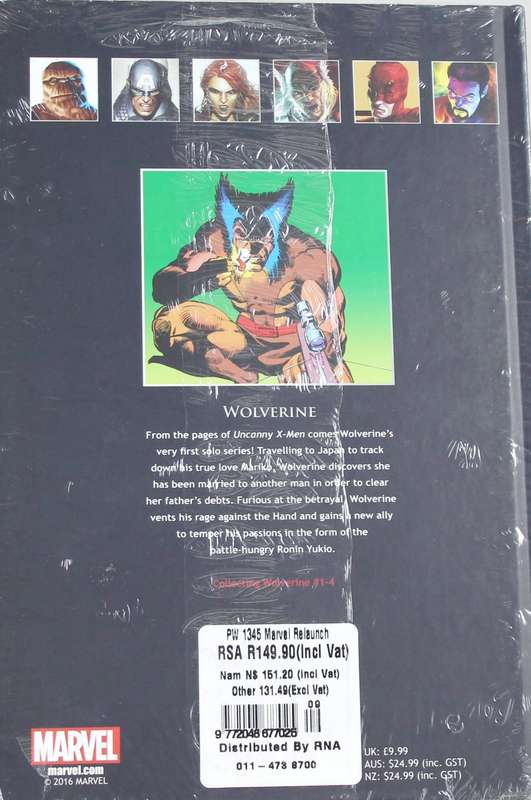 WOLVERINE
From the pages of Uncanny X-Men comes Wolverine's
very first solo series! Travelling to Japan to track
down his true love Mariko, Wolverine discovers she
has been married to another man in order to clear
her father's debts. Furious at the betrayal, Wolverine
vents his rage against the Hand and gains a new ally
to temper his passions in the form of the
battle-hungry Ronin Yukio.
Collecting Wolverine #1-4
PW 1345 Marvel Relaunch
RSA R149.90(Incl Vat)
Nam N$ 151.20 (Incl Vat)
Other 131.49(Excl Vat)
09
9 772048 677026
Distributed By RNA
011-473 8700
MARVEL
marvel.com
© 2016 MARVEL
UK: £9.99
AUS: $24.99 (inc. GST)
NZ: $24.99 (inc. GST)